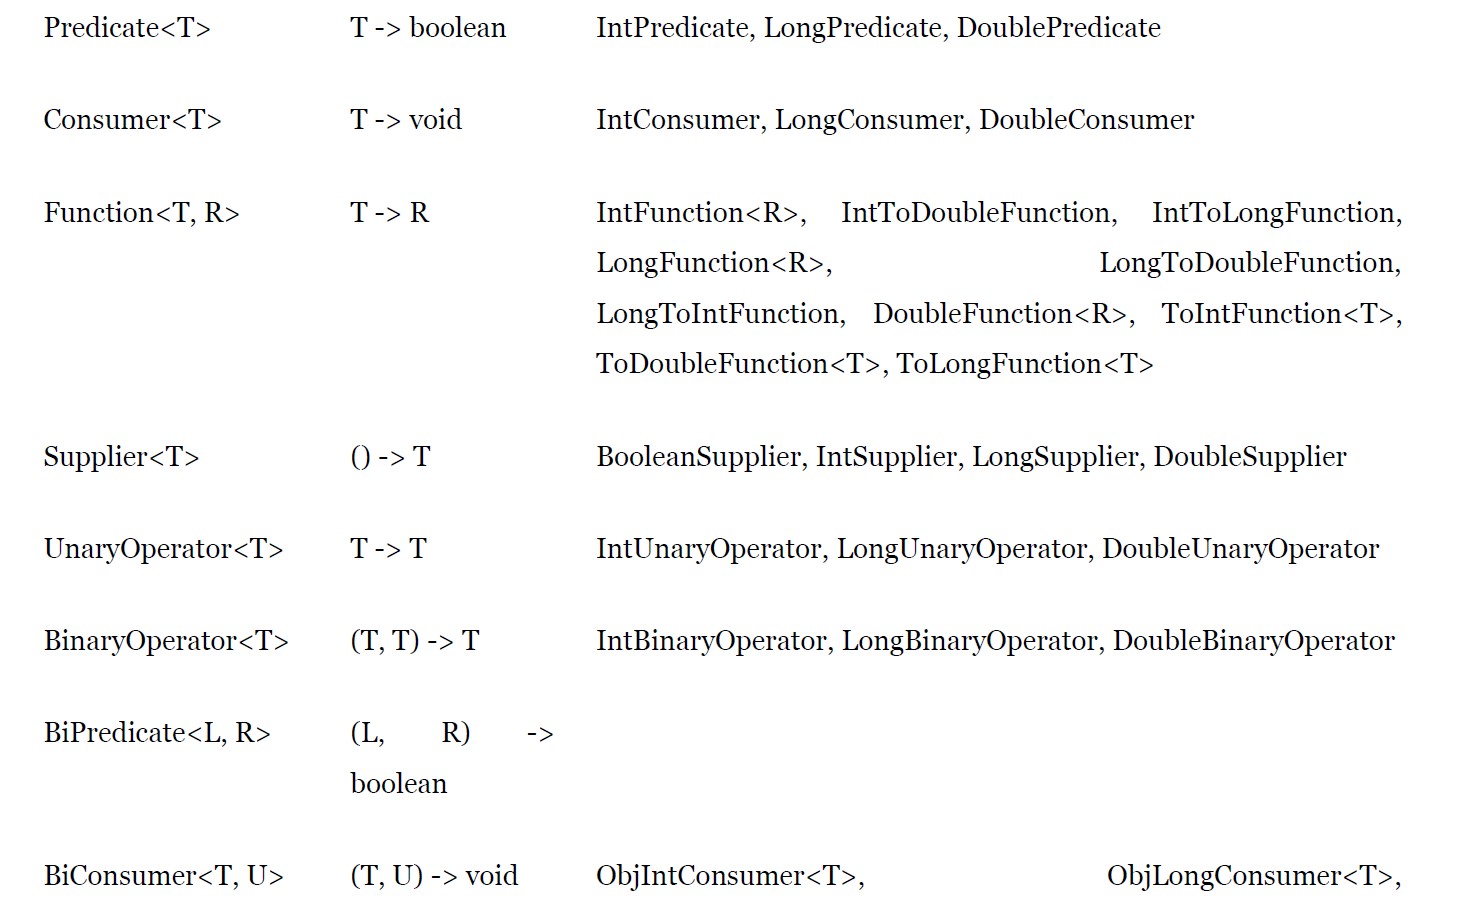 Predicate<T> T -> boolean IntPredicate, LongPredicate, DoublePredicate
Consumer<T> T -> void IntConsumer, LongConsumer, DoubleConsumer
Function<T, R> T -> R IntFunction<R>, IntToDoubleFunction, IntToLongFunction,
LongFunction<R>, LongToDoubleFunction,
LongToIntFunction, DoubleFunction<R>, ToIntFunction<T>,
ToDoubleFunction<T>, ToLongFunction<T>
Supplier<T> () -> T BooleanSupplier, IntSupplier, LongSupplier, DoubleSupplier
UnaryOperator<T> T -> T IntUnaryOperator, LongUnaryOperator, DoubleUnaryOperator
BinaryOperator<T> (T, T) -> T IntBinaryOperator, LongBinaryOperator, DoubleBinaryOperator
BiPredicate<L, R> (L, R) ->
boolean
BiConsumer<T, U> (T, U) -> void ObjIntConsumer<T>, ObjLongConsumer<T>,